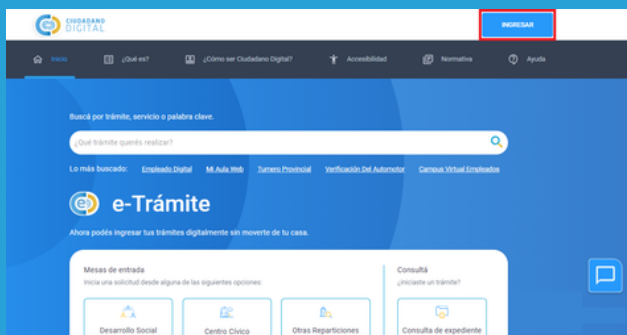 CIUDADANO
DIGITAL
INGRESAR
Inicio
¿Qué es?
¿Cómo ser Ciudadano Digital?
Accesibilidad
Normativa
Ayuda
Buscá por trámite, servicio o palabra clave.
¿Qué trámite querés realizar?
Lo más buscado: Empleado Digital Mi Aula Web Turnero Provincial Verificación Del Automotor Campus Virtual Empleados
e-Trámite
Ahora podés ingresar tus trámites digitalmente sin moverte de tu casa.
Mesas de entrada
Inicia una solicitud desde alguna de las siguientes opciones:
Consultá
¿Iniciaste un trámite?
Desarrollo Social
Centro Cívico
Otras Reparticiones
Consulta de expediente